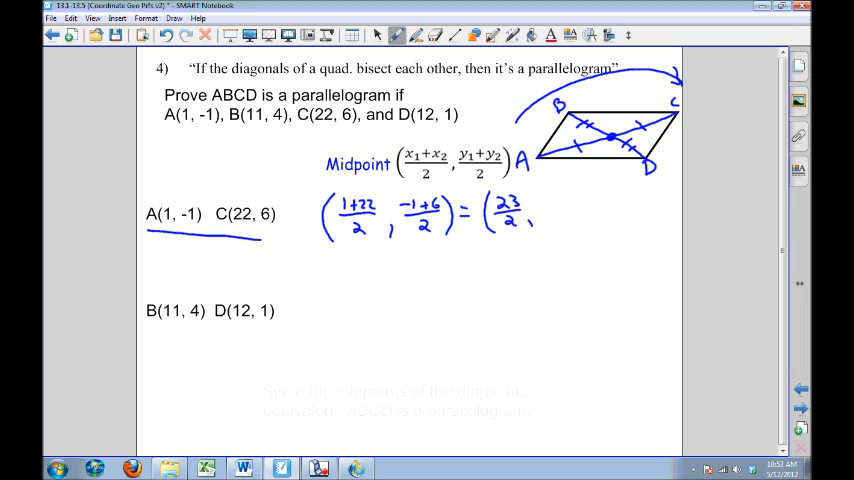 13.1-13.5 (Coordinate Geo Prfs v2) * - SMART Notebook
File Edit View Insert Format Draw Help
4) "If the diagonals of a quad. bisect each other, then it's a parallelogram"
Prove ABCD is a parallelogram if
A(1, -1), B(11, 4), C(22, 6), and D(12, 1)
B C
A D
Midpoint (x₁+x₂/2, y₁+y₂/2)
A(1, -1) C(22, 6) (1+22/2, -1+6/2) = (23/2,
B(11, 4) D(12, 1)
Since the midpoints of the diags. are
equivalent, ABCD is a parallelogram.
10:53 AM
5/12/2012